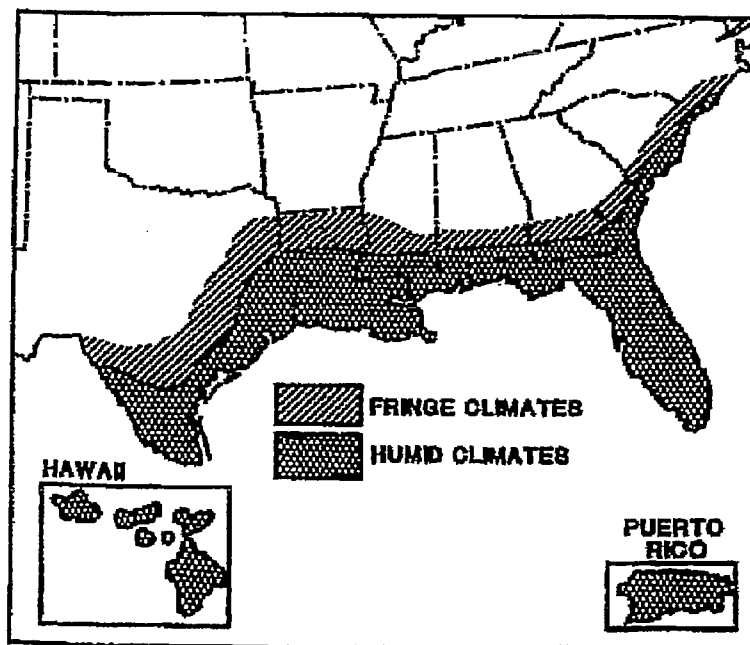 FRINGE CLIMATES
HUMID CLIMATES
HAWAII
PUERTO
RICO